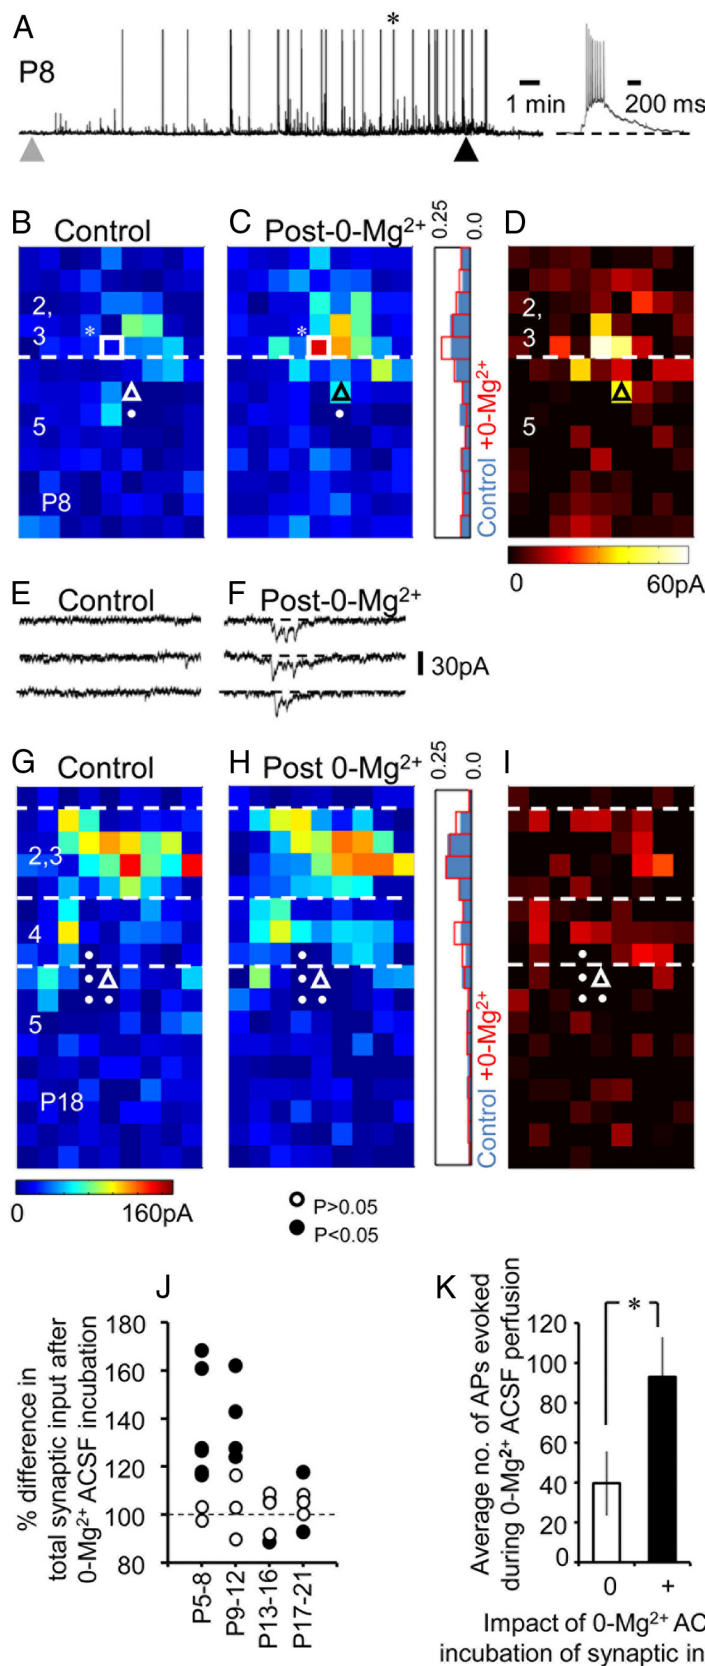 A
*
P8
1 min
200 ms
B
Control
C
Post-0-Mg2+
0.25
0.0
D
2,
3
*
5
P8
*
Control +0-Mg2+
2,
3
5
0
60pA
E
Control
F
Post-0-Mg2+
30pA
G
Control
H
Post 0-Mg2+
0.25
0.0
I
2,3
4
5
P18
Control +0-Mg2+
0
160pA
P>0.05
P<0.05
J
% difference in
total synaptic input after
0-Mg2+ ACSF incubation
180
160
140
120
100
80
P5-8
P9-12
P13-16
P17-21
K
Average no. of APs evoked
during 0-Mg2+ ACSF perfusion
*
120
100
80
60
40
20
0
0
+
Impact of 0-Mg2+ AC
incubation of synaptic in